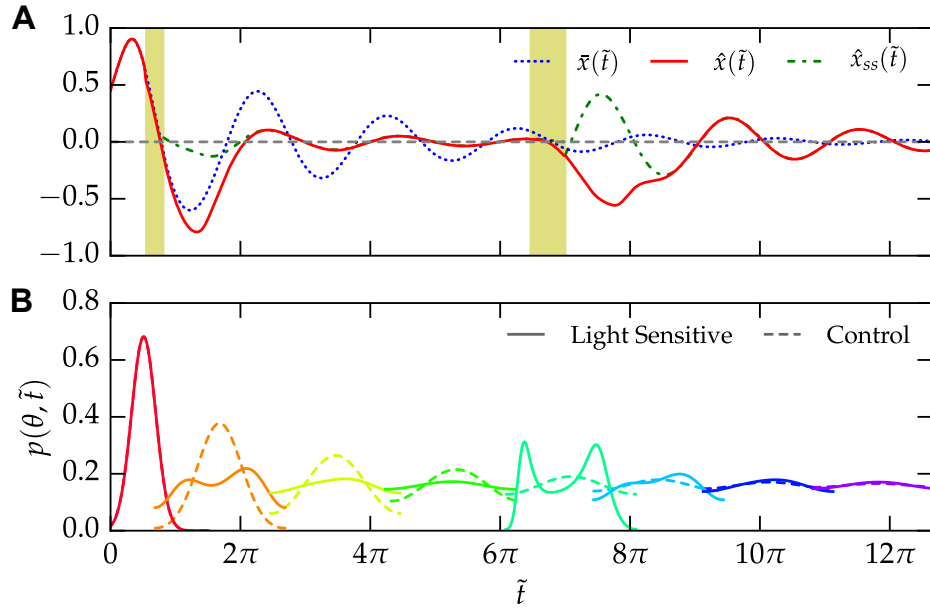 A
1.0
0.5
0.0
−0.5
−1.0
x̄(t̃) x̂(t̃) x̂ss(t̃)
B
0.8
0.6
0.4
0.2
0.0
p(θ, t̃)
Light Sensitive Control
0 2π 4π 6π 8π 10π 12π
t̃